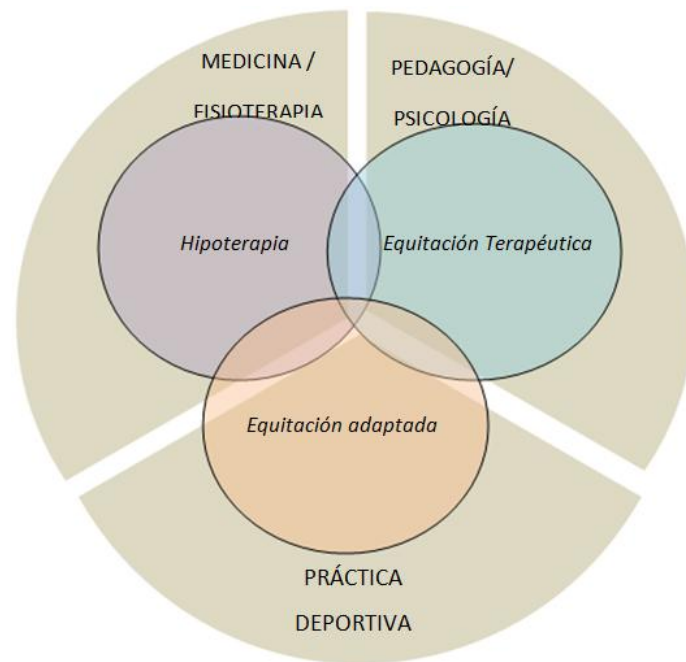 MEDICINA /
FISIOTERAPIA
PEDAGOGÍA/
PSICOLOGÍA
Hipoterapia
Equitación Terapéutica
Equitación adaptada
PRÁCTICA
DEPORTIVA